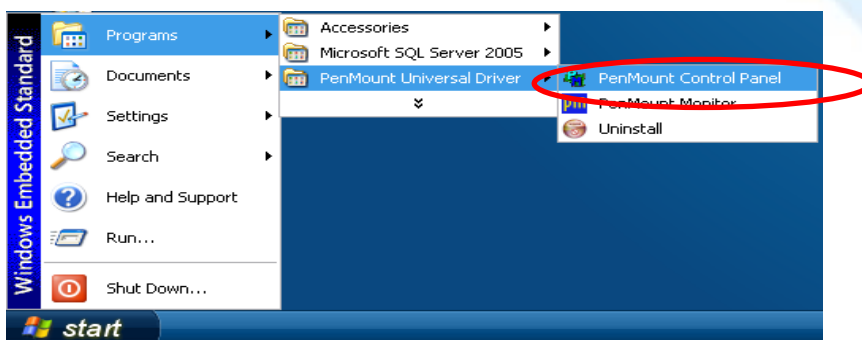 Windows Embedded Standard
Programs
Documents
Settings
Search
Help and Support
Run...
Shut Down...
start
Accessories
Microsoft SQL Server 2005
PenMount Universal Driver
PenMount Control Panel
pm
PenMount Monitor
Uninstall